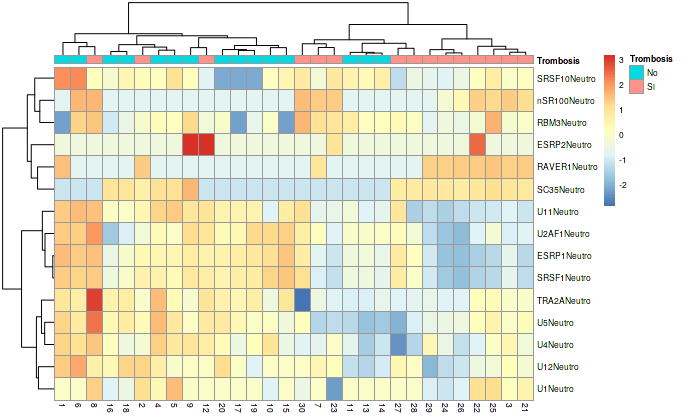 Trombosis
SRSF10Neutro
nSR100Neutro
RBM3Neutro
ESRP2Neutro
RAVER1Neutro
SC35Neutro
U11Neutro
U2AF1Neutro
ESRP1Neutro
SRSF1Neutro
TRA2ANeutro
U5Neutro
U4Neutro
U12Neutro
U1Neutro
1 6 8 16 18 2 4 5 9 12 20 17 19 10 15 30 7 23 11 13 14 27 28 29 24 26 22 25 3 21
3
2
1
0
-1
-2
Trombosis
No
SI